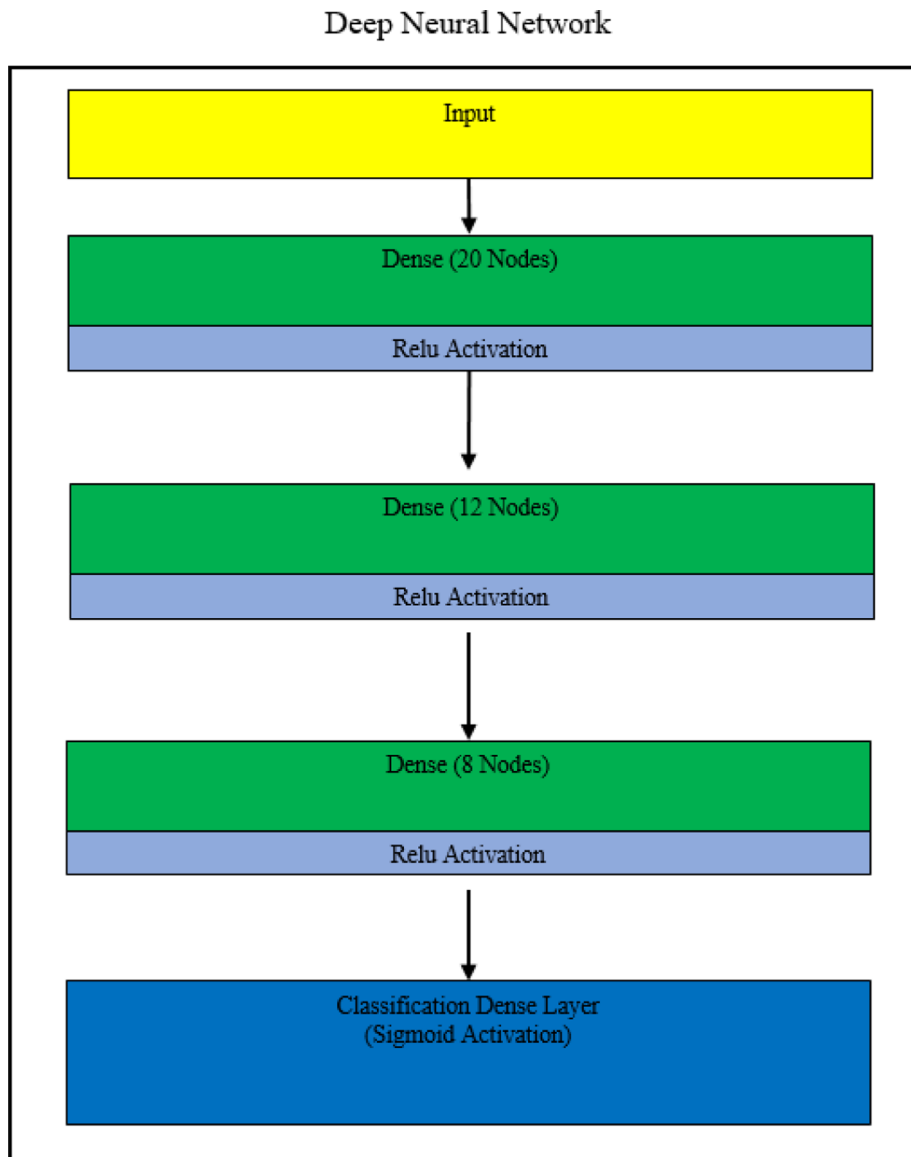 Deep Neural Network
Input
Dense (20 Nodes)
Relu Activation
Dense (12 Nodes)
Relu Activation
Dense (8 Nodes)
Relu Activation
Classification Dense Layer
(Sigmoid Activation)